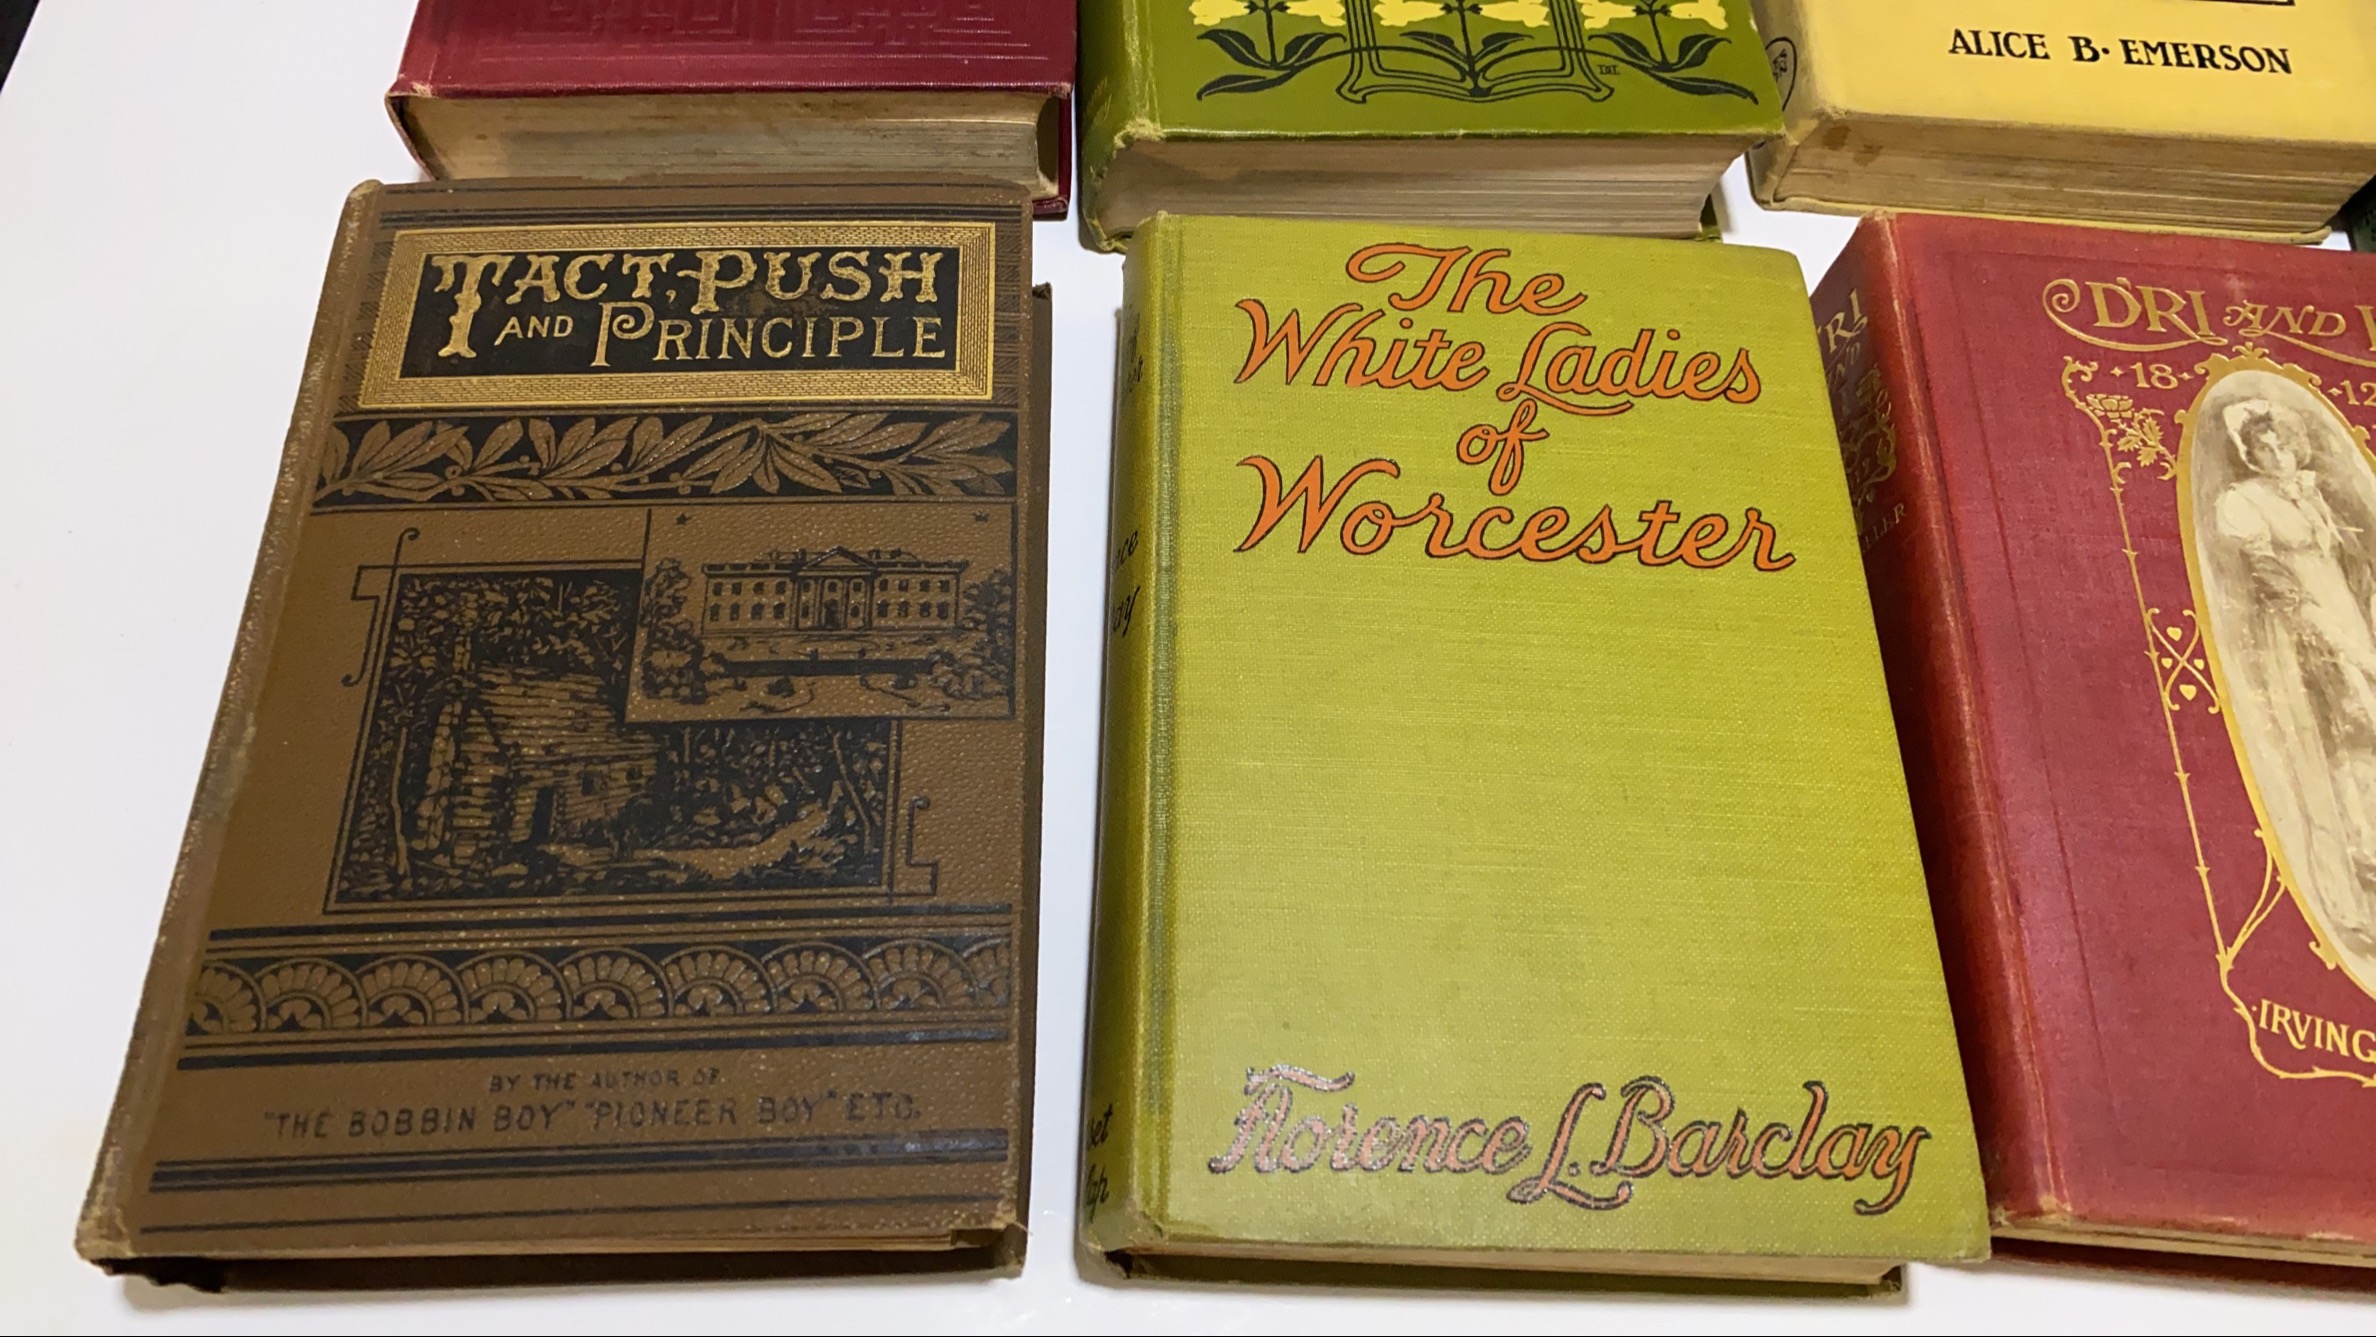 ALICE B. EMERSON
TACT, PUSH
AND PRINCIPLE
BY THE AUTHOR OF
"THE BOBBIN BOY" "PIONEER BOY" ETC.
The
White Ladies
of
Worcester
Florence L. Barclay
DRI AND
18 12
IRVING